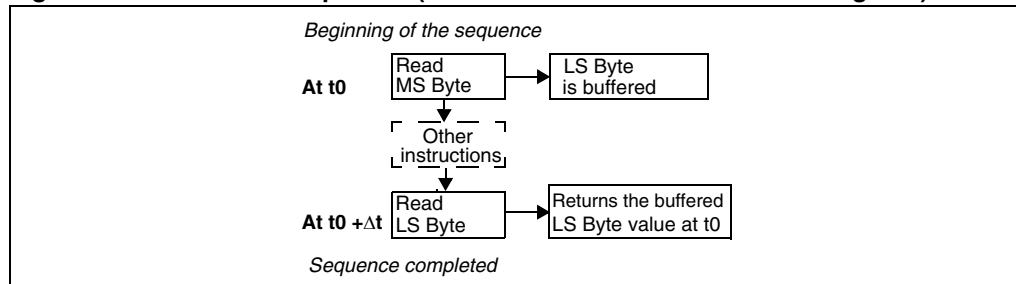 Beginning of the sequence
At t0
Read
MS Byte
LS Byte
is buffered
Other
instructions
At t0 +Δt
Read
LS Byte
Returns the buffered
LS Byte value at t0
Sequence completed